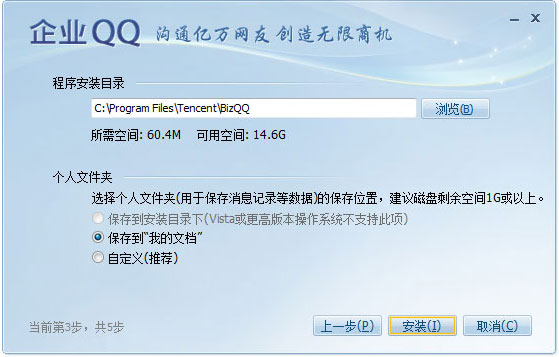 企业QQ 沟通亿万网友 创造无限商机
程序安装目录
C:\Program Files\Tencent\BizQQ 浏览(B)
所需空间: 60.4M 可用空间: 14.6G
个人文件夹
选择个人文件夹(用于保存消息记录等数据)的保存位置，建议磁盘剩余空间1G或以上。
保存到安装目录下(Vista或更高版本操作系统不支持此项)
保存到“我的文档”
自定义(推荐)
当前第3步，共5步 上一步(P) 安装(I) 取消(C)